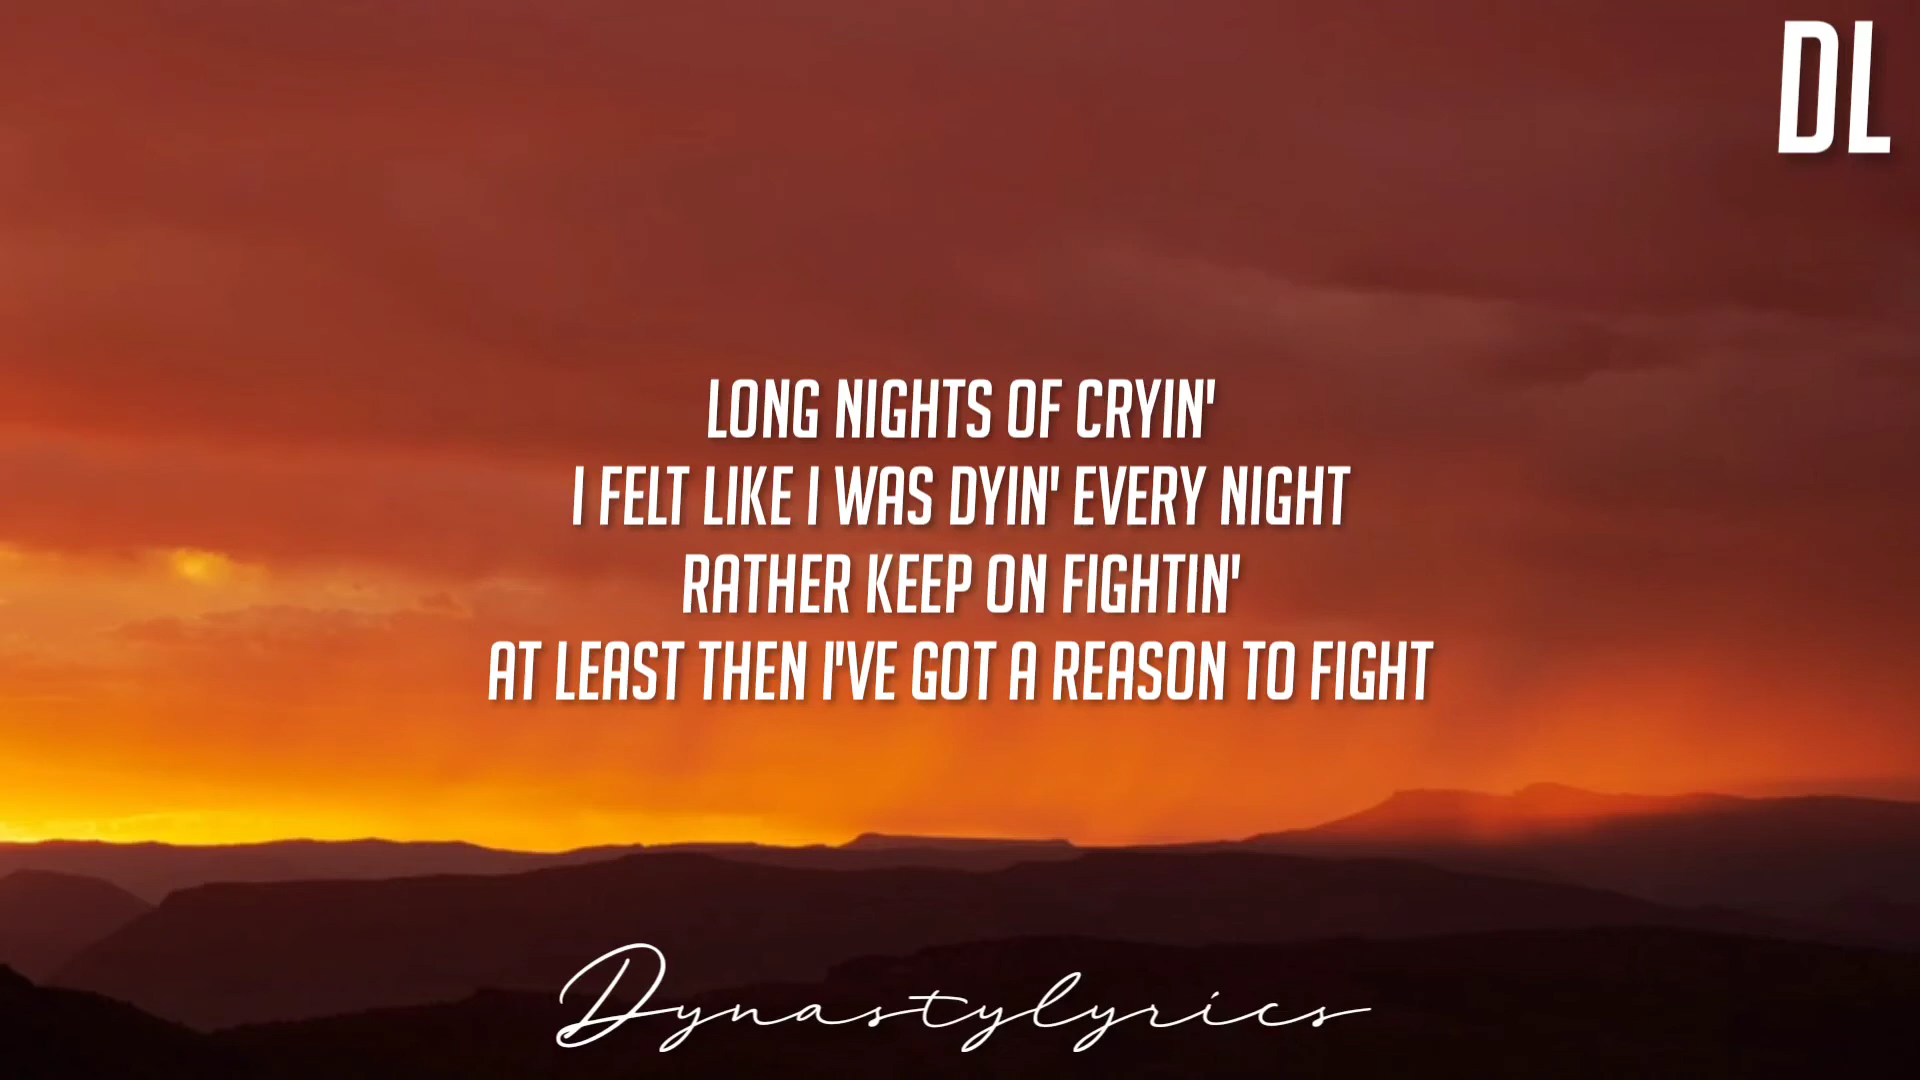 DL
LONG NIGHTS OF CRYIN'
I FELT LIKE I WAS DYIN' EVERY NIGHT
RATHER KEEP ON FIGHTIN'
AT LEAST THEN I'VE GOT A REASON TO FIGHT
Dynastylyrics